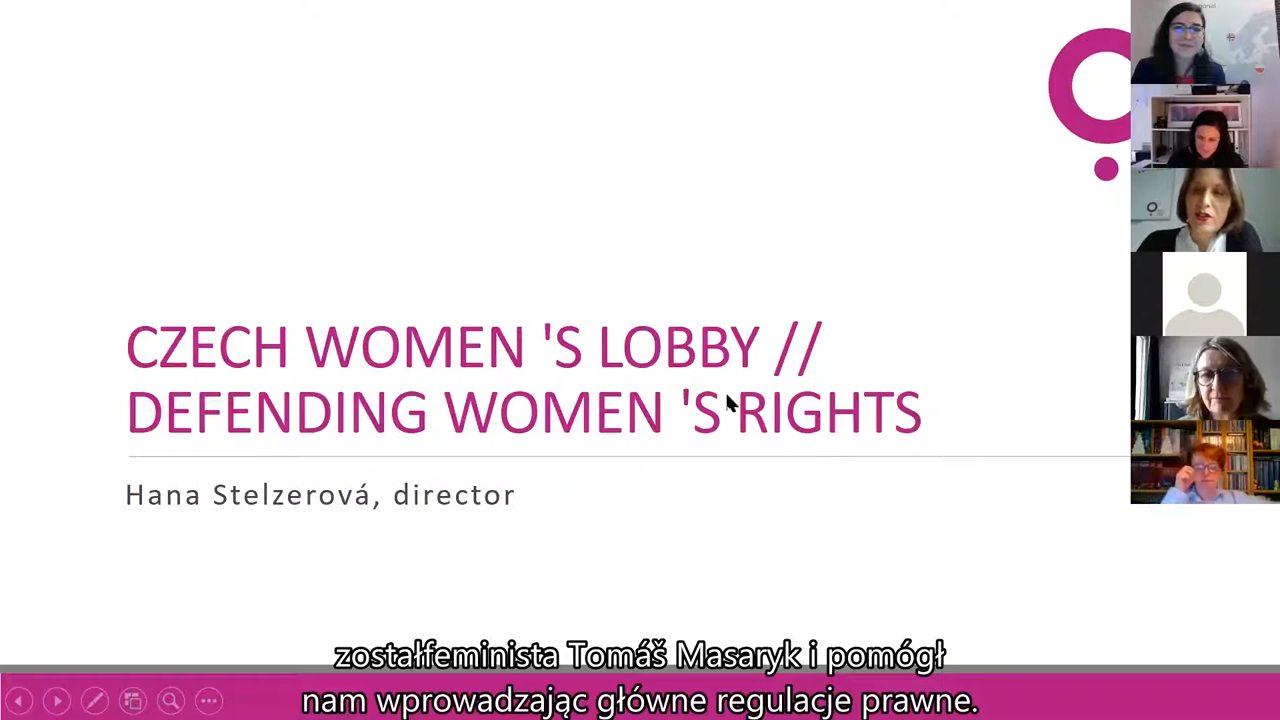 CZECH WOMEN 'S LOBBY //
DEFENDING WOMEN 'S RIGHTS
Hana Stelzerová, director
zostałfeminista Tomáš Masaryk i pomógł
nam wprowadzając główne regulacje prawne.